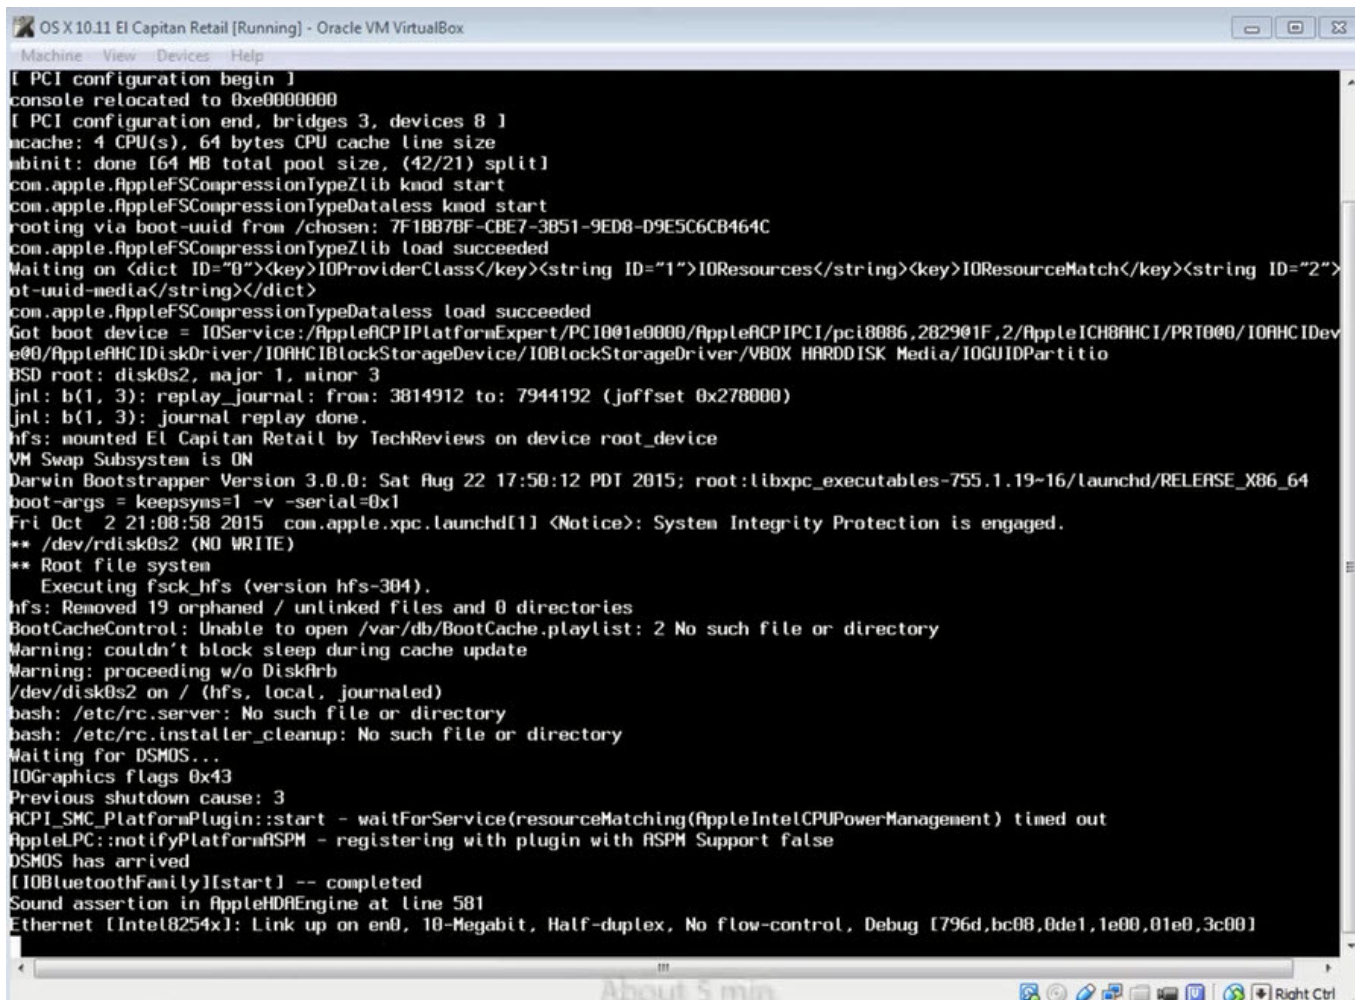 OS X 10.11 El Capitan Retail [Running] - Oracle VM VirtualBox
Machine View Devices Help
[ PCI configuration begin ]
console relocated to 0xe0000000
[ PCI configuration end, bridges 3, devices 8 ]
mcache: 4 CPU(s), 64 bytes CPU cache line size
mbinit: done [64 MB total pool size, (42/21) split]
com.apple.AppleFSCompressionTypeZlib kmod start
com.apple.AppleFSCompressionTypeDataless kmod start
rooting via boot-uuid from /chosen: 7F1BB7BF-CBE7-3B51-9ED8-D9E5C6CB464C
com.apple.AppleFSCompressionTypeZlib load succeeded
Waiting on <dict ID="0"><key>IOProviderClass</key><string ID="1">IOResources</string><key>IOResourceMatch</key><string ID="2">
ot-uuid-media</string></dict>
com.apple.AppleFSCompressionTypeDataless load succeeded
Got boot device = IOService:/AppleACPIPlatformExpert/PCI0@1e0000/AppleACPIPCI/pci8086,2829@1F,2/AppleICH8AHCI/PRT0@0/IOAHCIDev
e@0/AppleAHCIDiskDriver/IOAHCIBlockStorageDevice/IOBlockStorageDriver/VBOX HARDDISK Media/IOGUIDPartitio
BSD root: disk0s2, major 1, minor 3
jnl: b(1, 3): replay_journal: from: 3814912 to: 7944192 (joffset 0x278000)
jnl: b(1, 3): journal replay done.
hfs: mounted El Capitan Retail by TechReviews on device root_device
VM Swap Subsystem is ON
Darwin Bootstrapper Version 3.0.0: Sat Aug 22 17:50:12 PDT 2015; root:libxpc_executables-755.1.19~16/launchd/RELEASE_X86_64
boot-args = keepsyms=1 -v -serial=0x1
Fri Oct  2 21:08:58 2015  com.apple.xpc.launchd[1] <Notice>: System Integrity Protection is engaged.
** /dev/rdisk0s2 (NO WRITE)
** Root file system
   Executing fsck_hfs (version hfs-304).
hfs: Removed 19 orphaned / unlinked files and 0 directories
BootCacheControl: Unable to open /var/db/BootCache.playlist: 2 No such file or directory
Warning: couldn't block sleep during cache update
Warning: proceeding w/o DiskArb
/dev/disk0s2 on / (hfs, local, journaled)
bash: /etc/rc.server: No such file or directory
bash: /etc/rc.installer_cleanup: No such file or directory
Waiting for DSMOS...
IOGraphics flags 0x43
Previous shutdown cause: 3
ACPI_SMC_PlatformPlugin::start - waitForService(resourceMatching(AppleIntelCPUPowerManagement) timed out
AppleLPC::notifyPlatformASPM - registering with plugin with ASPM Support false
DSMOS has arrived
[IOBluetoothFamily][start] -- completed
Sound assertion in AppleHDAEngine at line 581
Ethernet [Intel8254x]: Link up on en0, 10-Megabit, Half-duplex, No flow-control, Debug [796d,bc08,0de1,1e00,01e0,3c00]
About 5 min
Right Ctrl